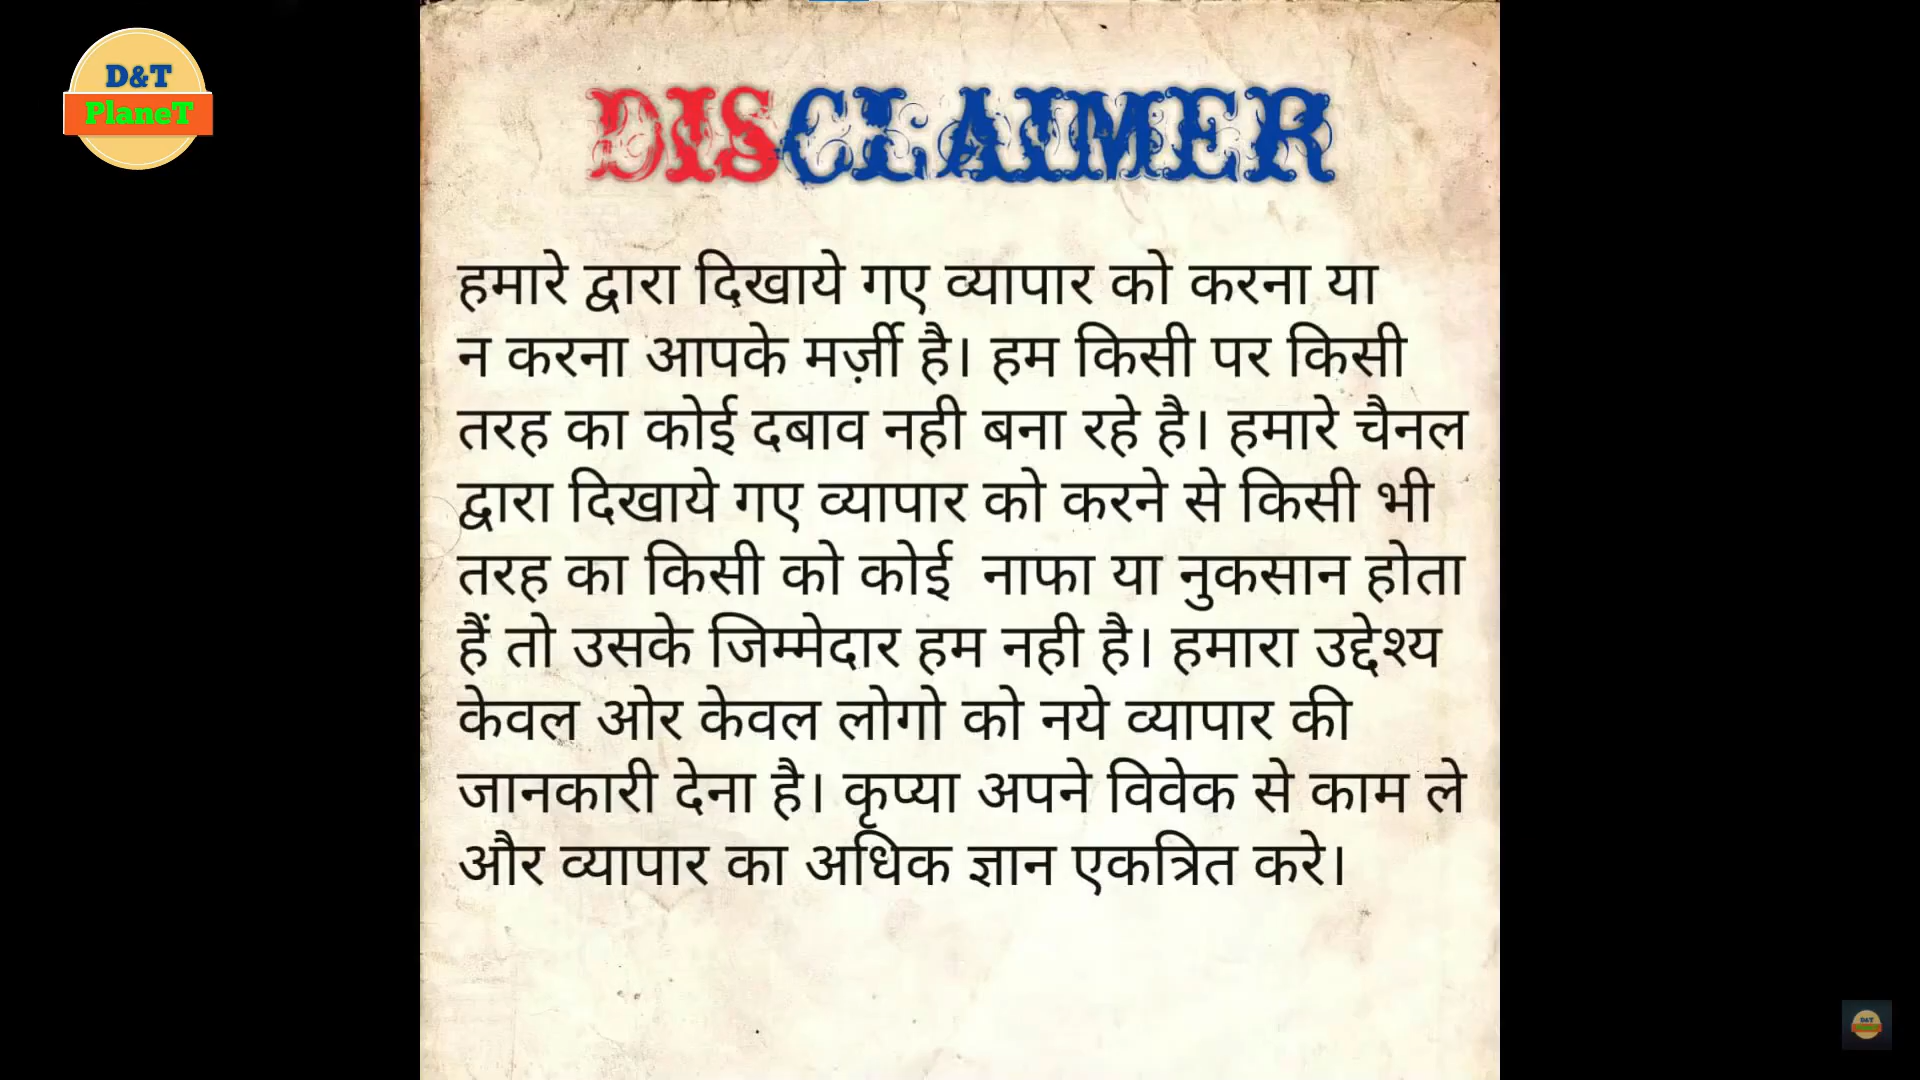 D&T
PlaneT
DISCLAIMER
हमारे द्वारा दिखाये गए व्यापार को करना या
न करना आपके मर्ज़ी है। हम किसी पर किसी
तरह का कोई दबाव नही बना रहे है। हमारे चैनल
द्वारा दिखाये गए व्यापार को करने से किसी भी
तरह का किसी को कोई  नाफा या नुकसान होता
हैं तो उसके जिम्मेदार हम नही है। हमारा उद्देश्य
केवल ओर केवल लोगो को नये व्यापार की
जानकारी देना है। कृप्या अपने विवेक से काम ले
और व्यापार का अधिक ज्ञान एकत्रित करे।
D&T